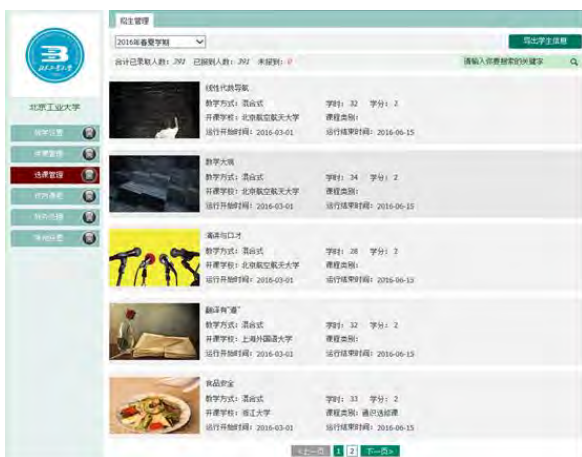 招生管理
2016年春夏学期
导出学生信息
合计已录取人数：292 已报到人数：292 未报到：0
请输入你要搜索的关键字
北京工业大学
选课管理
线性代数导航
教学方式：混合式 学时：32 学分：2
开课学校：北京航空航天大学 课程类别：
运行开始时间：2016-03-01 运行结束时间：2016-06-15
数学大观
教学方式：混合式 学时：34 学分：2
开课学校：北京航空航天大学 课程类别：
运行开始时间：2016-03-01 运行结束时间：2016-06-15
演讲与口才
教学方式：混合式 学时：28 学分：2
开课学校：北京航空航天大学 课程类别：
运行开始时间：2016-03-01 运行结束时间：2016-06-15
翻译有“道”
教学方式：混合式 学时：32 学分：2
开课学校：上海外国语大学 课程类别：
运行开始时间：2016-03-01 运行结束时间：2016-06-15
食品安全
教学方式：混合式 学时：33 学分：2
开课学校：浙江大学 课程类别：通识选修课
运行开始时间：2016-03-01 运行结束时间：2016-06-15
<上一页 1 2 下一页>